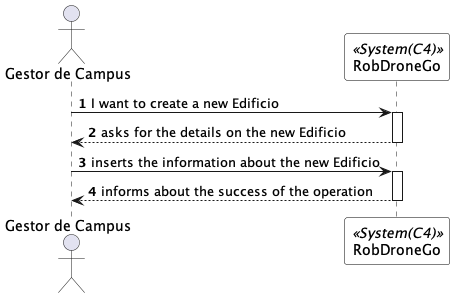 «System(C4)»
Gestor de Campus RobDroneGo
1 I want to create a new Edificio
2 asks for the details on the new Edificio
3 inserts the information about the new Edificio
4 informs about the success of the operation
Gestor de Campus «System(C4)»
RobDroneGo